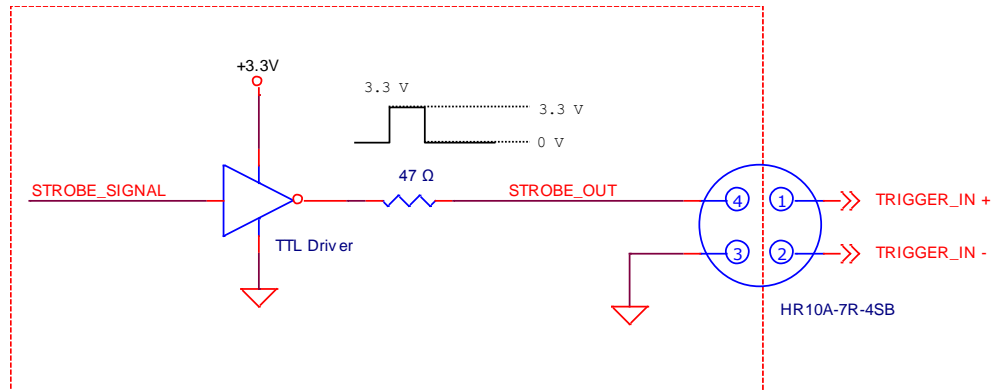 +3.3V
3.3 V
3.3 V
0 V
47 Ω
STROBE_SIGNAL
STROBE_OUT
TTL Driver
4
1
TRIGGER_IN +
3
2
TRIGGER_IN -
HR10A-7R-4SB